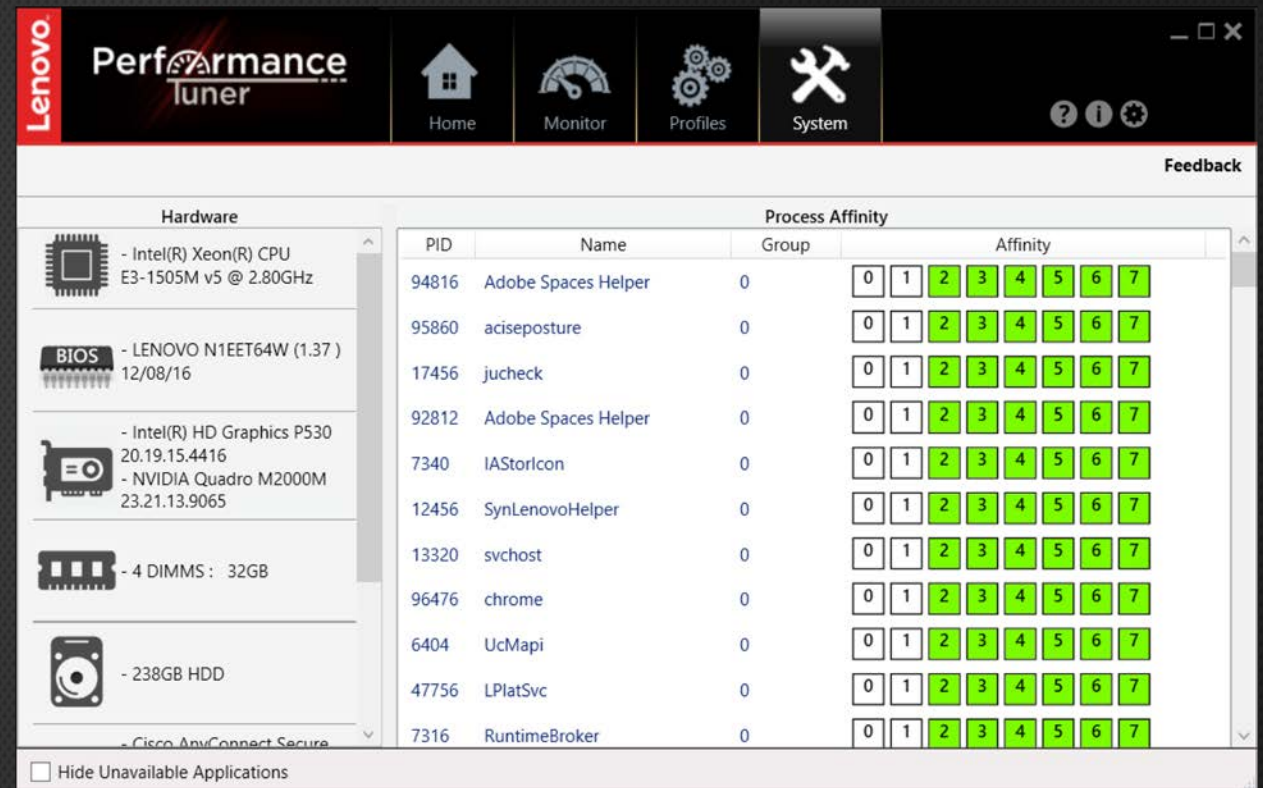 Lenovo
Performance
Tuner
Home
Monitor
Profiles
System
Feedback
Hardware
- Intel(R) Xeon(R) CPU
E3-1505M v5 @ 2.80GHz
BIOS
- LENOVO N1EET64W (1.37 )
12/08/16
- Intel(R) HD Graphics P530
20.19.15.4416
- NVIDIA Quadro M2000M
23.21.13.9065
- 4 DIMMS : 32GB
- 238GB HDD
- Cisco AnyConnect Secure
Process Affinity
PID Name Group Affinity
94816 Adobe Spaces Helper 0 0 1 2 3 4 5 6 7
95860 aciseposture 0 0 1 2 3 4 5 6 7
17456 jucheck 0 0 1 2 3 4 5 6 7
92812 Adobe Spaces Helper 0 0 1 2 3 4 5 6 7
7340 IAStorIcon 0 0 1 2 3 4 5 6 7
12456 SynLenovoHelper 0 0 1 2 3 4 5 6 7
13320 svchost 0 0 1 2 3 4 5 6 7
96476 chrome 0 0 1 2 3 4 5 6 7
6404 UcMapi 0 0 1 2 3 4 5 6 7
47756 LPlatSvc 0 0 1 2 3 4 5 6 7
7316 RuntimeBroker 0 0 1 2 3 4 5 6 7
Hide Unavailable Applications